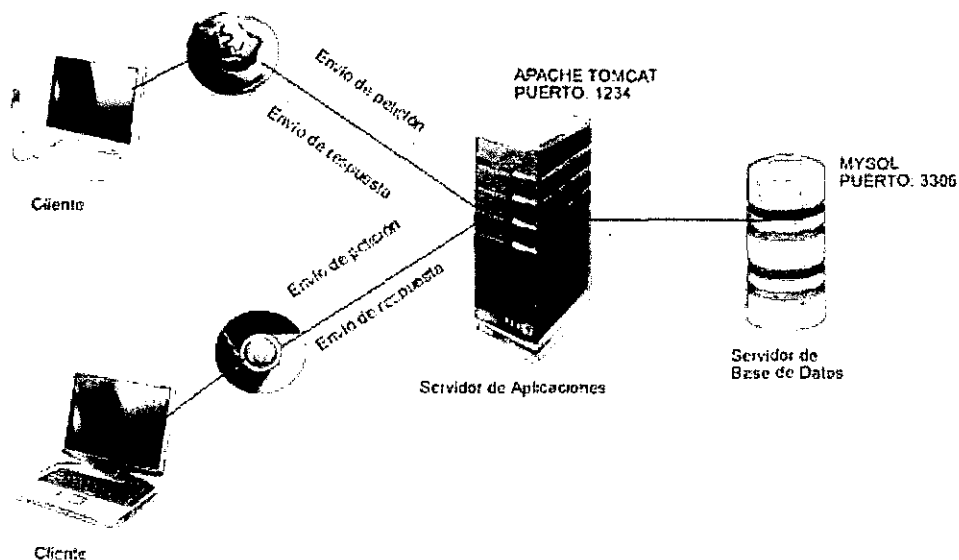 Envío de petición
Envío de respuesta
Cliente
APACHE TOMCAT
PUERTO: 1234
MYSQL
PUERTO: 3306
Envío de petición
Envío de respuesta
Servidor de Aplicaciones
Servidor de
Base de Datos
Cliente